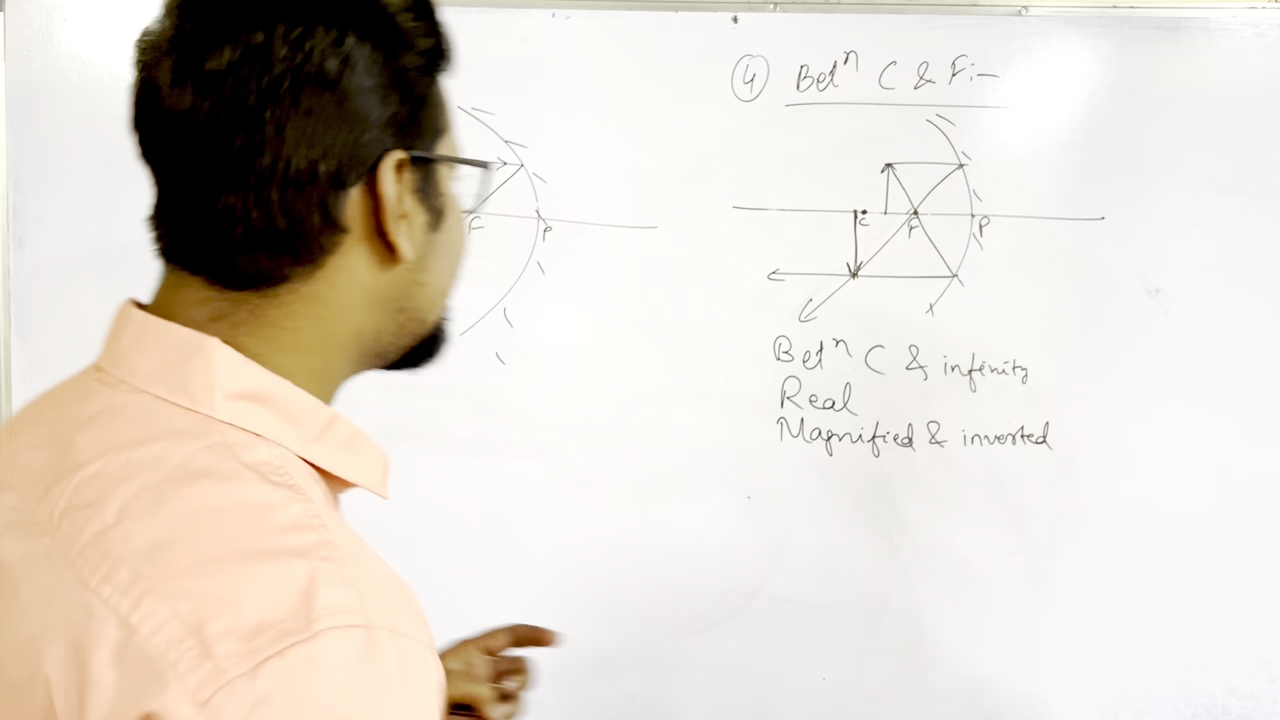 ④ Betⁿ C & F:-
F P
C F P
Betⁿ C & infinity
Real
Magnified & inverted